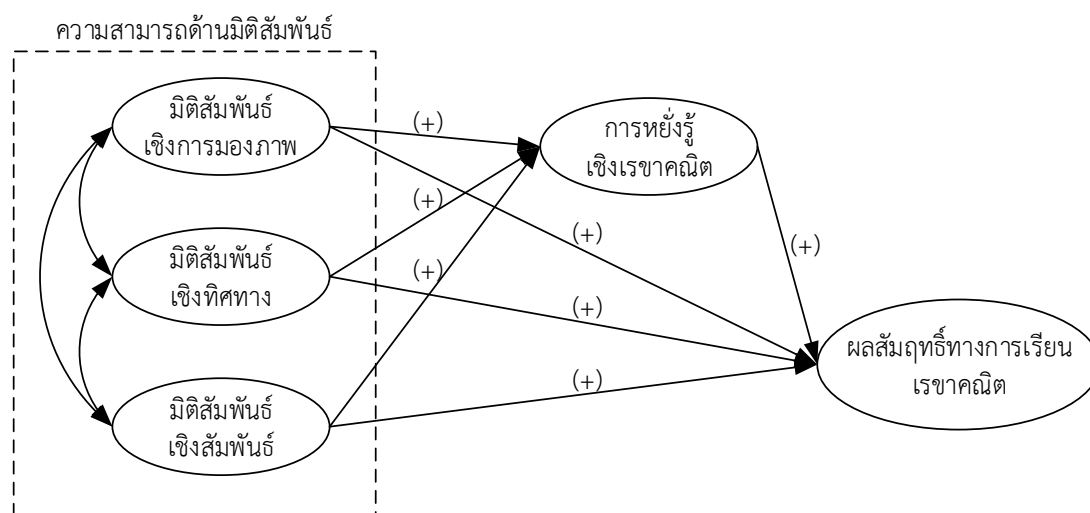 ความสามารถด้านมิติสัมพันธ์
มิติสัมพันธ์
เชิงการมองภาพ
(+)
การหยั่งรู้
เชิงเรขาคณิต
(+)
(+)
(+)
มิติสัมพันธ์
เชิงทิศทาง
(+)
(+)
ผลสัมฤทธิ์ทางการเรียน
เรขาคณิต
(+)
มิติสัมพันธ์
เชิงสัมพันธ์